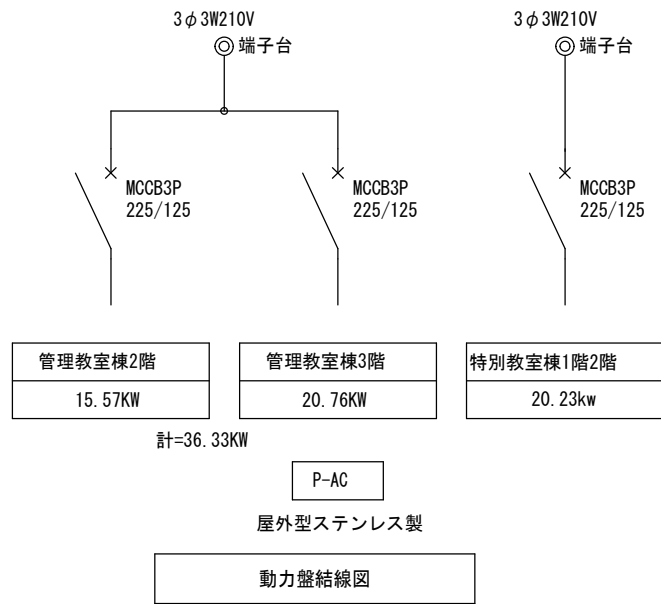 3φ3W210V
端子台
3φ3W210V
端子台
MCCB3P
225/125
MCCB3P
225/125
MCCB3P
225/125
管理教室棟2階
15.57KW
管理教室棟3階
20.76KW
特別教室棟1階2階
20.23kw
計=36.33KW
P-AC
屋外型ステンレス製
動力盤結線図